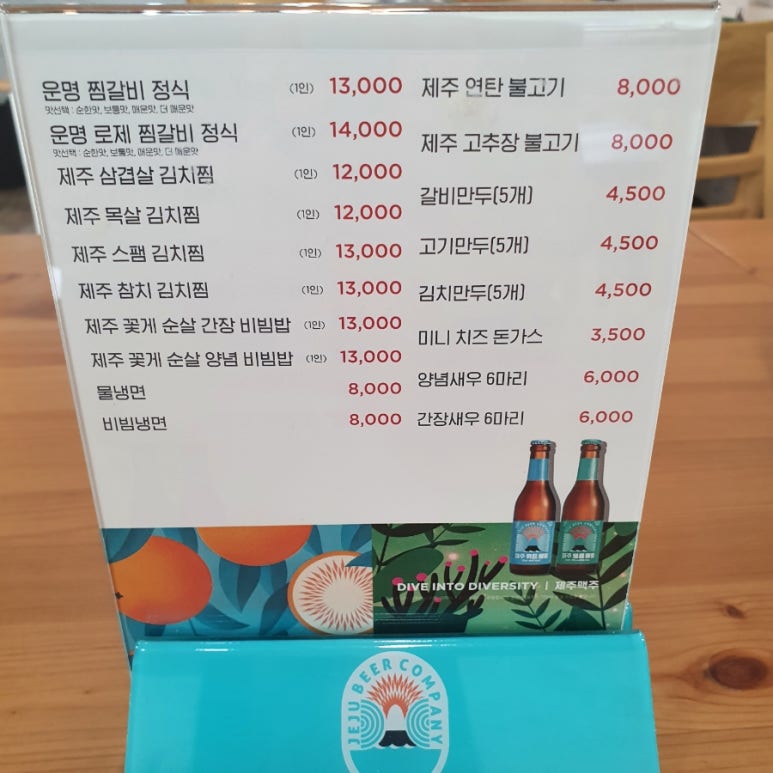 운명 찜갈비 정식 (1인) 13,000
맛선택 : 순한맛, 보통맛, 매운맛, 더 매운맛
운명 로제 찜갈비 정식 (1인) 14,000
맛선택 : 순한맛, 보통맛, 매운맛, 더 매운맛
제주 삼겹살 김치찜 (1인) 12,000
제주 목살 김치찜 (1인) 12,000
제주 스팸 김치찜 (1인) 13,000
제주 참치 김치찜 (1인) 13,000
제주 꽃게 순살 간장 비빔밥 (1인) 13,000
제주 꽃게 순살 양념 비빔밥 (1인) 13,000
물냉면 8,000
비빔냉면 8,000
제주 연탄 불고기 8,000
제주 고추장 불고기 8,000
갈비만두(5개) 4,500
고기만두(5개) 4,500
김치만두(5개) 4,500
미니 치즈 돈가스 3,500
양념새우 6마리 6,000
간장새우 6마리 6,000
DIVE INTO DIVERSITY | 제주맥주
JEJU BEER COMPANY